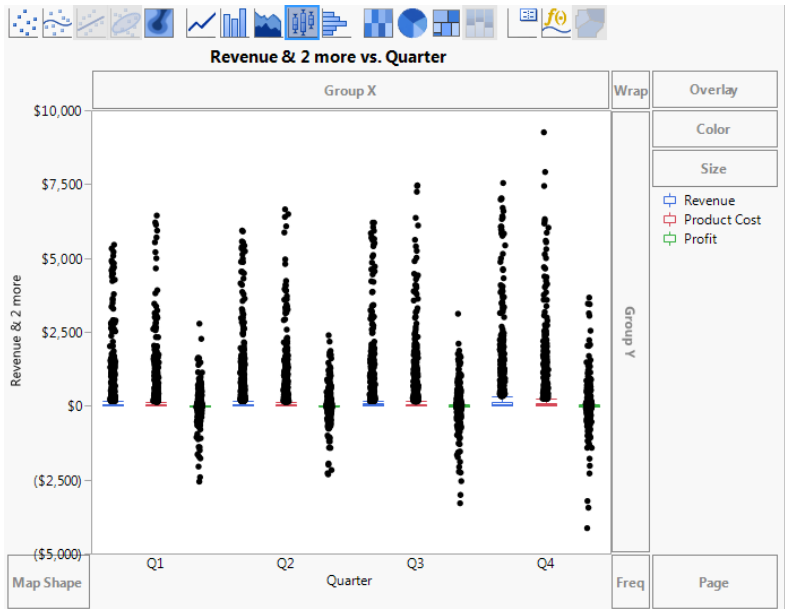 Revenue & 2 more vs. Quarter
Group X
Wrap
Overlay
Color
Size
Revenue
Product Cost
Profit
$10,000
$7,500
$5,000
$2,500
$0
($2,500)
($5,000)
Revenue & 2 more
Group Y
Q1
Q2
Q3
Q4
Quarter
Map Shape
Freq
Page